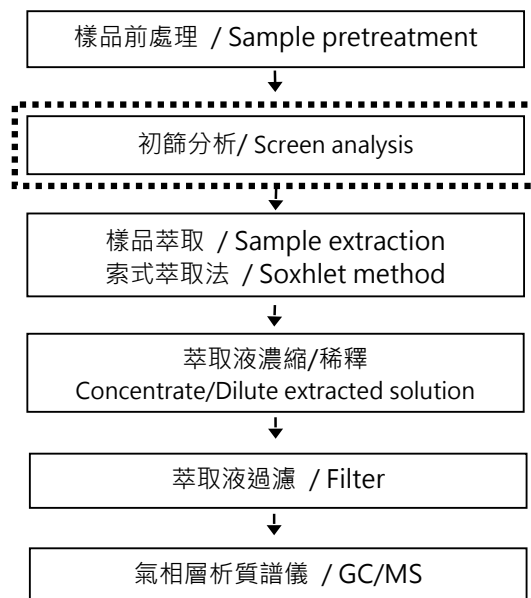 樣品前處理 / Sample pretreatment
初篩分析/ Screen analysis
樣品萃取 / Sample extraction
索式萃取法 / Soxhlet method
萃取液濃縮/稀釋
Concentrate/Dilute extracted solution
萃取液過濾 / Filter
氣相層析質譜儀 / GC/MS